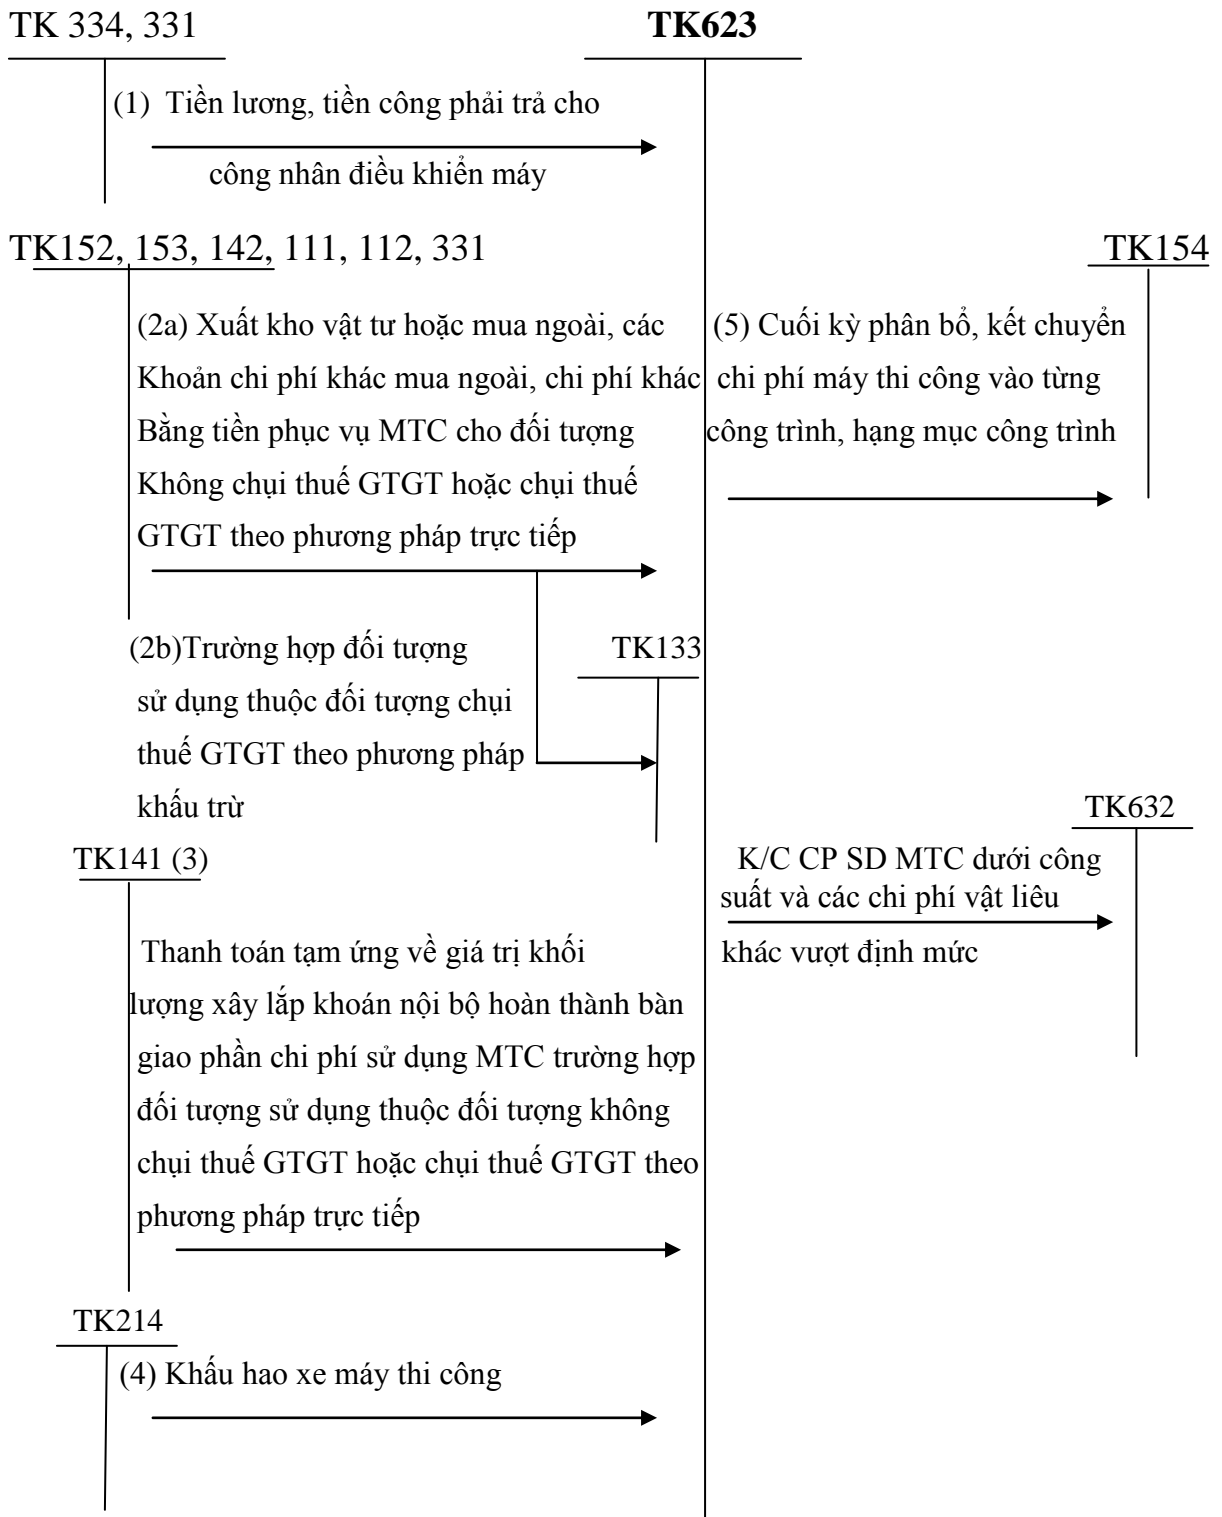 TK 334, 331
TK623
(1) Tiền lương, tiền công phải trả cho
công nhân điều khiển máy
TK152, 153, 142, 111, 112, 331
TK154
(2a) Xuất kho vật tư hoặc mua ngoài, các
Khoản chi phí khác mua ngoài, chi phí khác
Bằng tiền phục vụ MTC cho đối tượng
Không chụi thuế GTGT hoặc chụi thuế
GTGT theo phương pháp trực tiếp
(5) Cuối kỳ phân bổ, kết chuyển
chi phí máy thi công vào từng
công trình, hạng mục công trình
(2b)Trường hợp đối tượng
sử dụng thuộc đối tượng chụi
thuế GTGT theo phương pháp
khấu trừ
TK133
TK632
TK141 (3)
K/C CP SD MTC dưới công
suất và các chi phí vật liêu
khác vượt định mức
Thanh toán tạm ứng về giá trị khối
lượng xây lắp khoán nội bộ hoàn thành bàn
giao phần chi phí sử dụng MTC trường hợp
đối tượng sử dụng thuộc đối tượng không
chụi thuế GTGT hoặc chụi thuế GTGT theo
phương pháp trực tiếp
TK214
(4) Khấu hao xe máy thi công